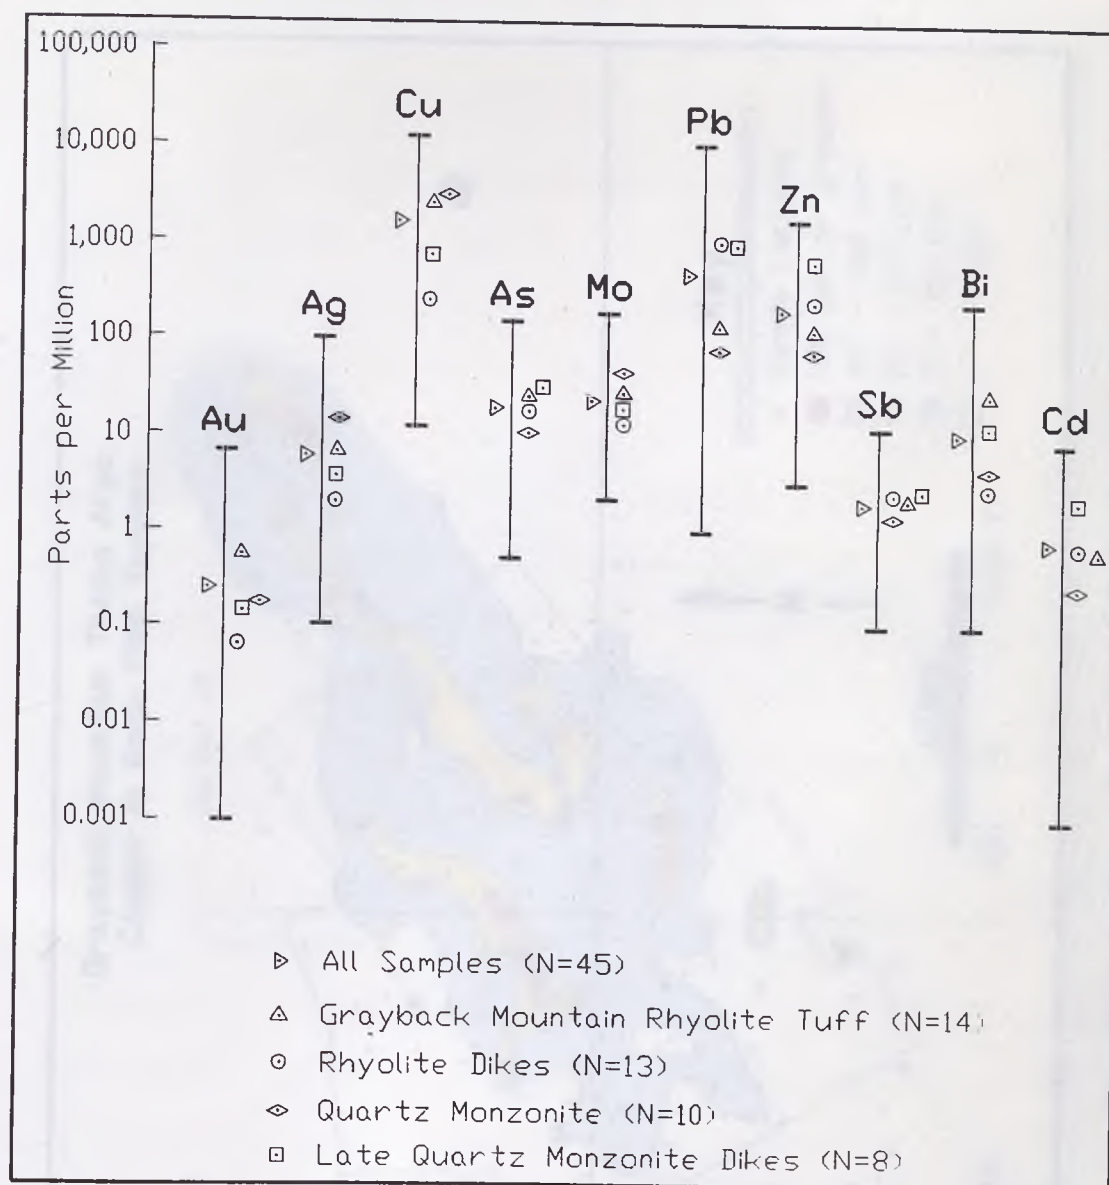 100,000
10,000
1,000
100
10
1
0.1
0.01
0.001
Parts per Million
Au
Ag
Cu
As
Mo
Pb
Zn
Sb
Bi
Cd
All Samples (N=45)
Grayback Mountain Rhyolite Tuff (N=14)
Rhyolite Dikes (N=13)
Quartz Monzonite (N=10)
Late Quartz Monzonite Dikes (N=8)